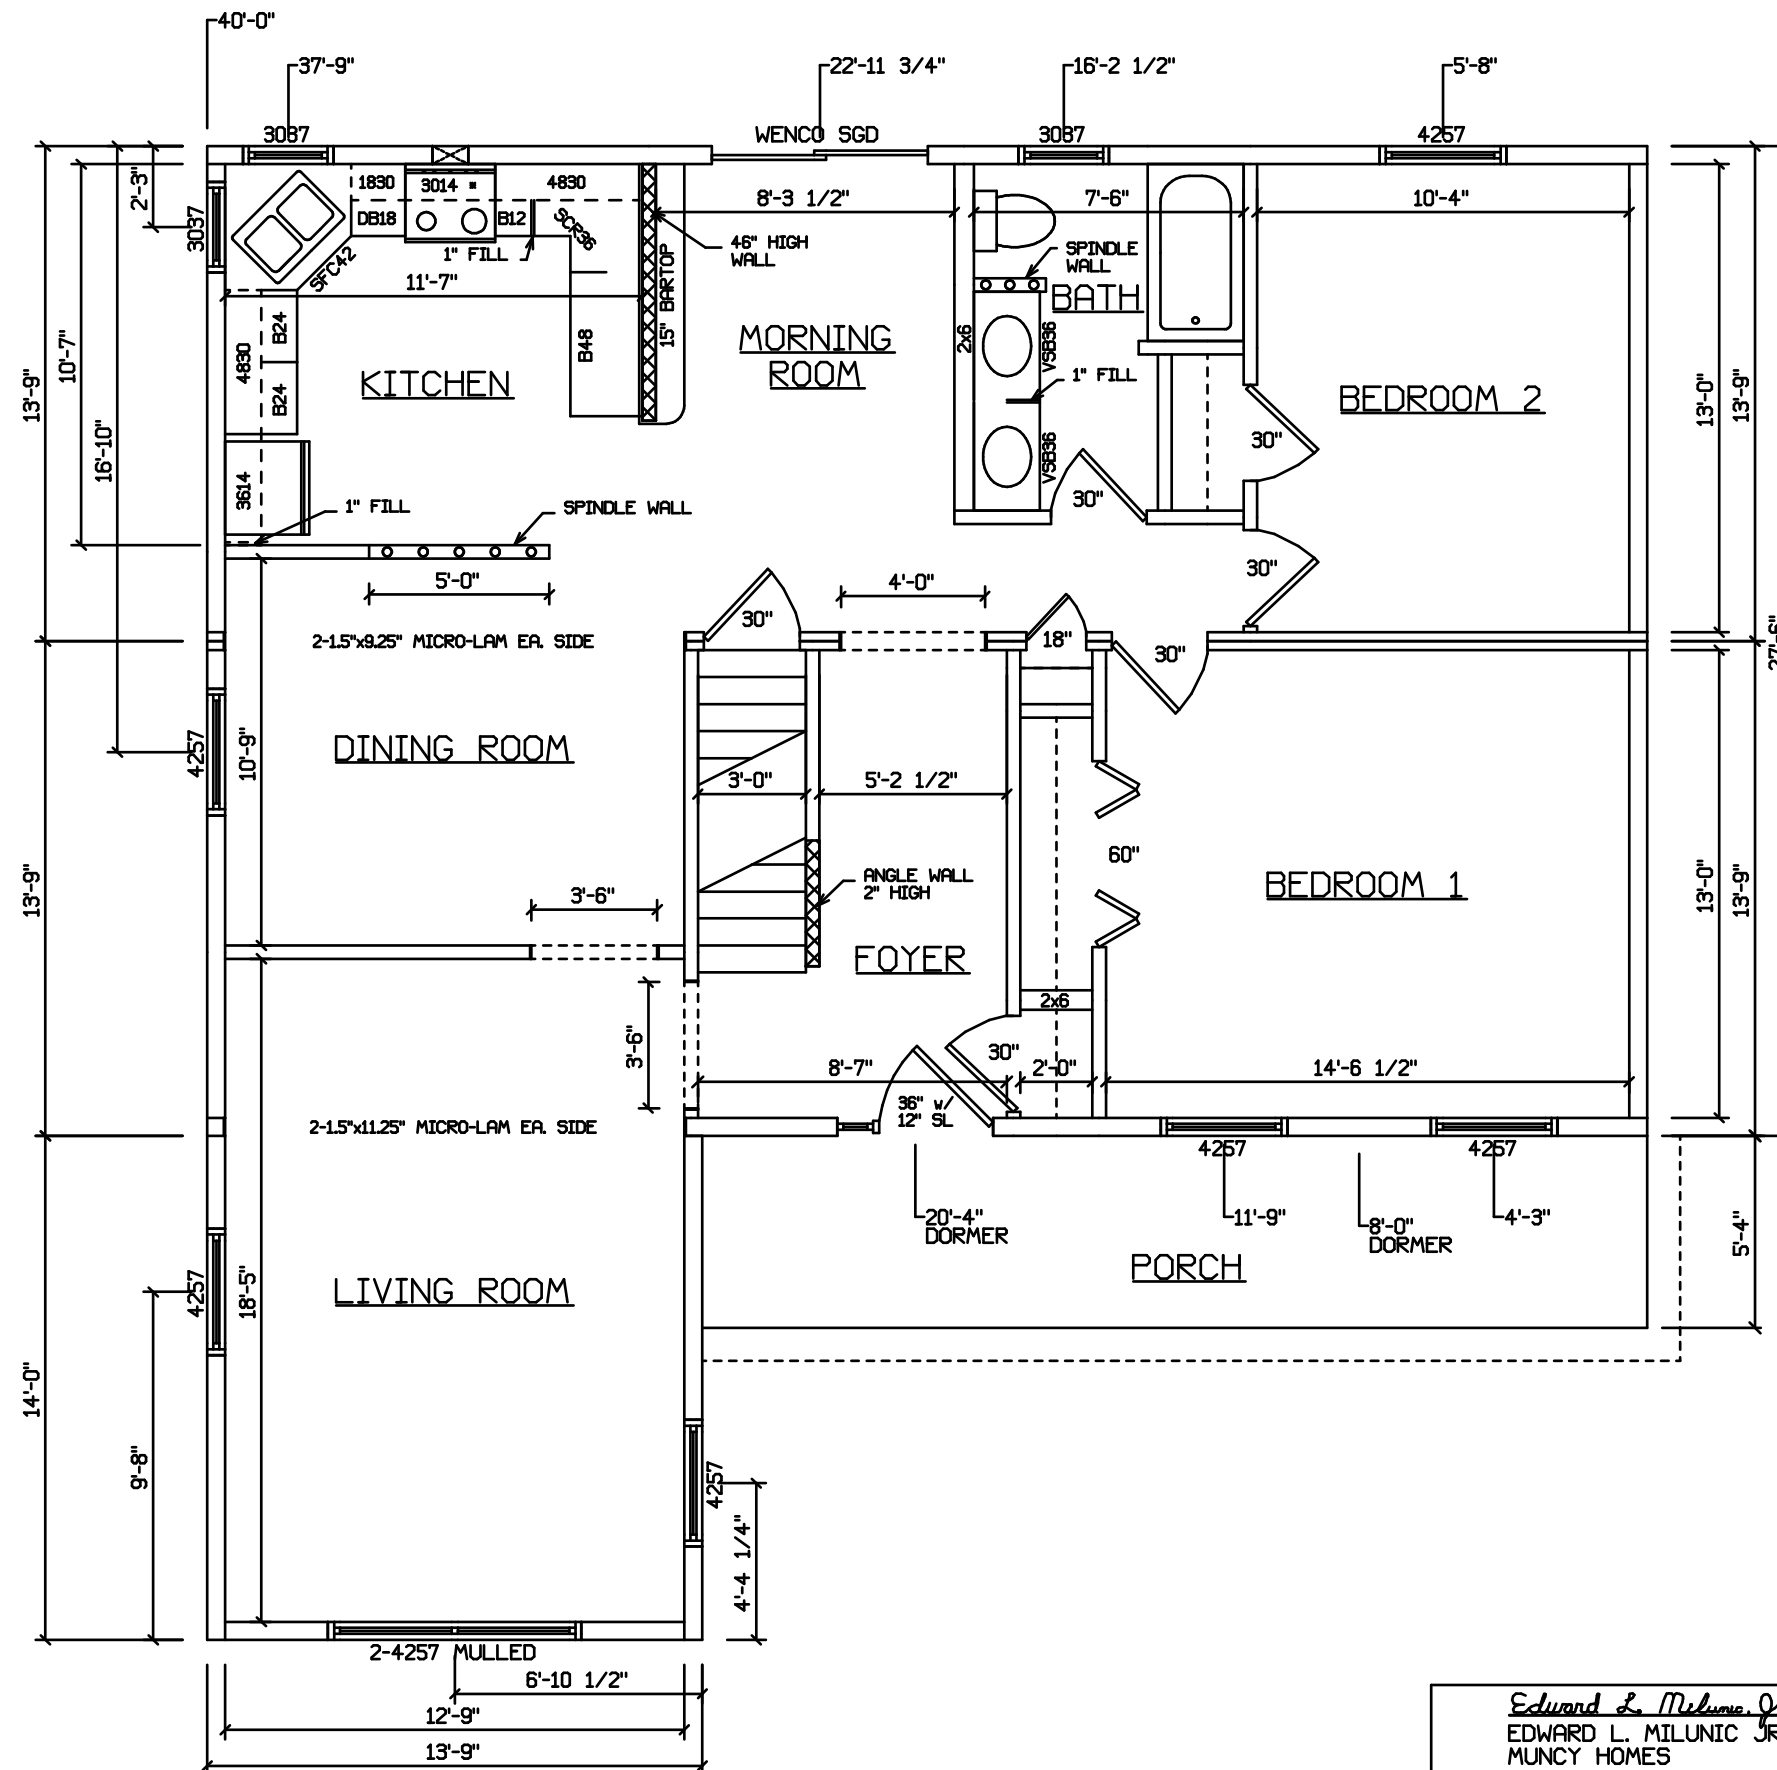 40'-0"
37'-9"
22'-11 3/4"
16'-2 1/2"
5'-8"
3037
WENCO SGD
3037
4257
2'-3"
3037
1830
3014
4830
DB18
B12
SCR36
1" FILL
SFC42
11'-7"
15" BARTOP
46" HIGH
WALL
8'-3 1/2"
7'-6"
10'-4"
SPINDLE
WALL
BATH
MORNING
ROOM
2x6
VSB36
1" FILL
VSB36
B48
B24
B24
4830
KITCHEN
BEDROOM 2
10'-7"
13'-9"
16'-10"
13'-0"
13'-9"
3614
1" FILL
SPINDLE WALL
30"
30"
30"
5'-0"
4'-0"
30"
18"
30"
2-1.5"x9.25" MICRO-LAM EA. SIDE
27'-6"
DINING ROOM
4257
10'-9"
3'-0"
5'-2 1/2"
60"
ANGLE WALL
2" HIGH
BEDROOM 1
13'-9"
3'-6"
13'-0"
13'-9"
FOYER
2x6
3'-6"
30"
8'-7"
2'-0"
14'-6 1/2"
36" w/
12" SL
2-1.5"x11.25" MICRO-LAM EA. SIDE
4257
4257
20'-4"
DORMER
11'-9"
8'-0"
DORMER
4'-3"
5'-4"
PORCH
LIVING ROOM
4257
18'-5"
14'-0"
9'-8"
4257
4'-4 1/4"
2-4257 MULLED
6'-10 1/2"
12'-9"
13'-9"
Edward L. Milunic, J
EDWARD L. MILUNIC JR
MUNCY HOMES